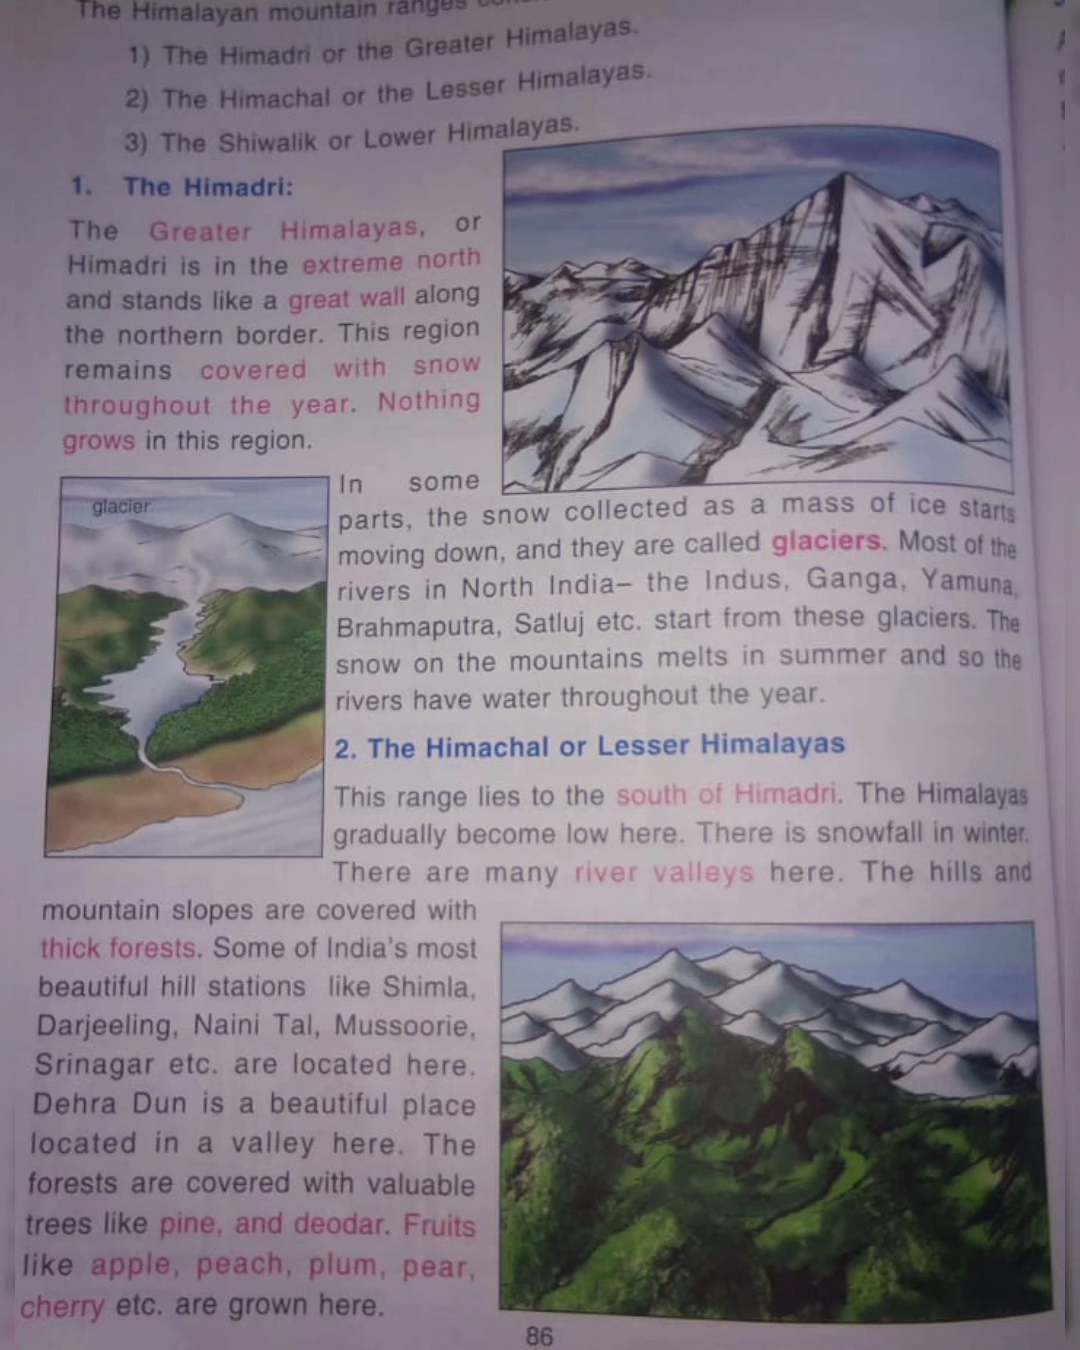 The Himalayan mountain ranges
1) The Himadri or the Greater Himalayas.
2) The Himachal or the Lesser Himalayas.
3) The Shiwalik or Lower Himalayas.
1. The Himadri:
The Greater Himalayas, or
Himadri is in the extreme north
and stands like a great wall along
the northern border. This region
remains covered with snow
throughout the year. Nothing
grows in this region.
glacier
In some
parts, the snow collected as a mass of ice starts
moving down, and they are called glaciers. Most of the
rivers in North India– the Indus, Ganga, Yamuna,
Brahmaputra, Satluj etc. start from these glaciers. The
snow on the mountains melts in summer and so the
rivers have water throughout the year.
2. The Himachal or Lesser Himalayas
This range lies to the south of Himadri. The Himalayas
gradually become low here. There is snowfall in winter.
There are many river valleys here. The hills and
mountain slopes are covered with
thick forests. Some of India's most
beautiful hill stations like Shimla,
Darjeeling, Naini Tal, Mussoorie,
Srinagar etc. are located here.
Dehra Dun is a beautiful place
located in a valley here. The
forests are covered with valuable
trees like pine, and deodar. Fruits
like apple, peach, plum, pear,
cherry etc. are grown here.
86